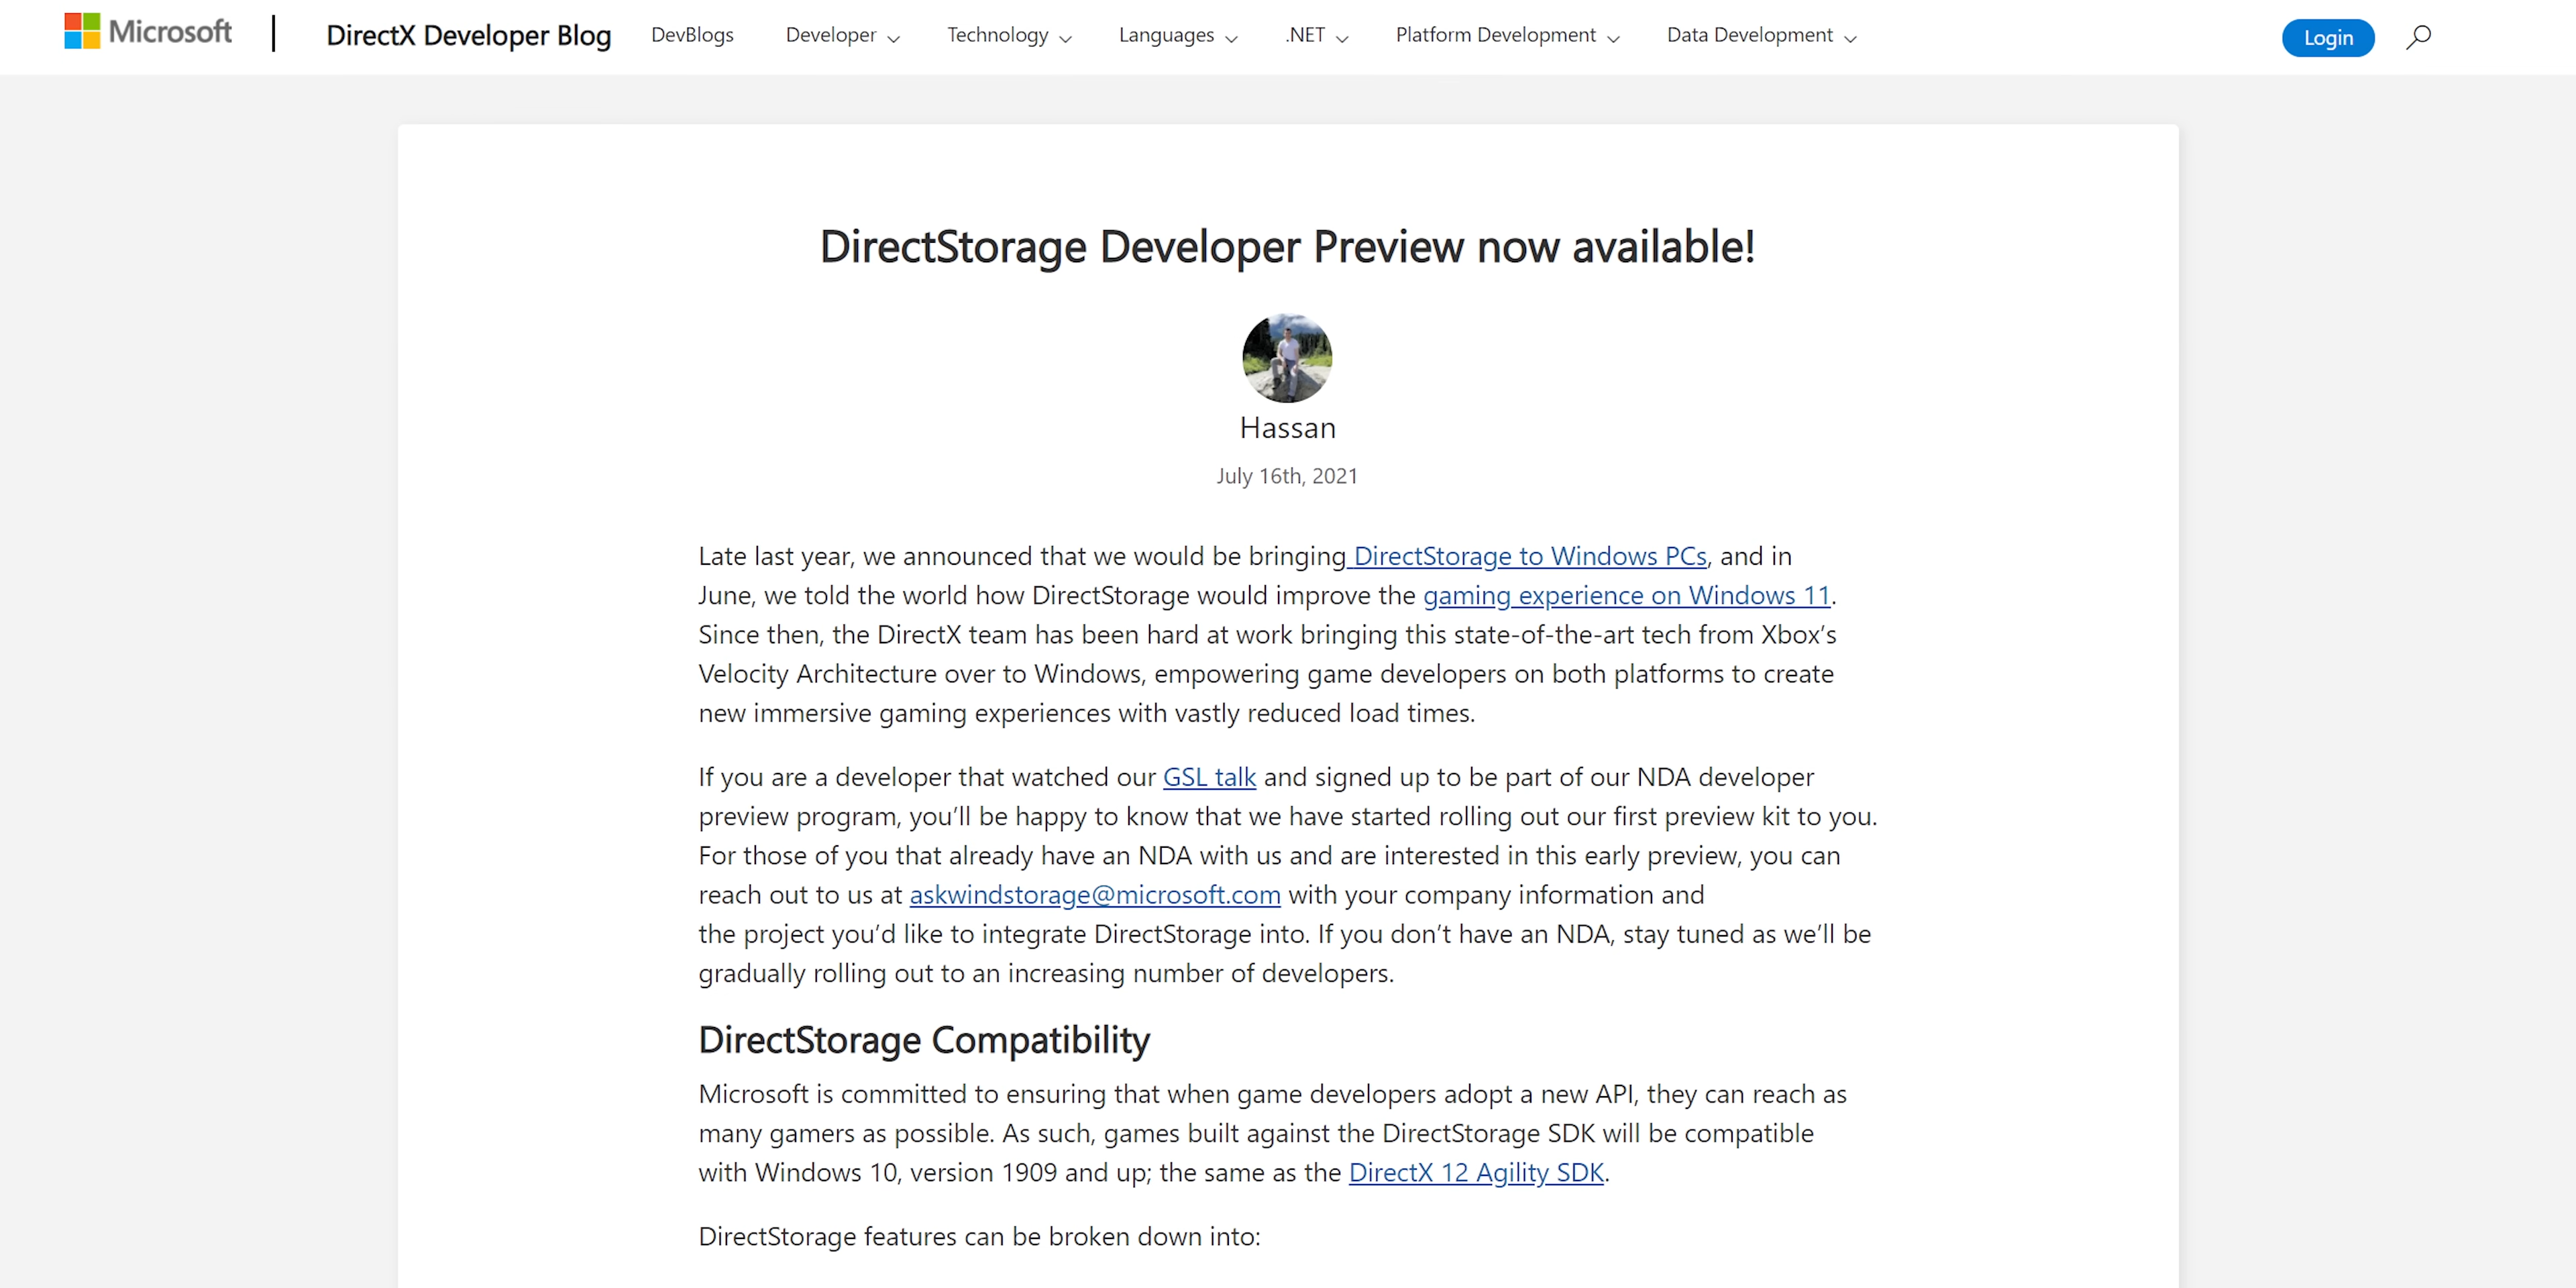 Microsoft
DirectX Developer Blog DevBlogs Developer Technology Languages .NET Platform Development Data Development Login
DirectStorage Developer Preview now available!
Hassan
July 16th, 2021
Late last year, we announced that we would be bringing DirectStorage to Windows PCs, and in
June, we told the world how DirectStorage would improve the gaming experience on Windows 11.
Since then, the DirectX team has been hard at work bringing this state-of-the-art tech from Xbox’s
Velocity Architecture over to Windows, empowering game developers on both platforms to create
new immersive gaming experiences with vastly reduced load times.
If you are a developer that watched our GSL talk and signed up to be part of our NDA developer
preview program, you’ll be happy to know that we have started rolling out our first preview kit to you.
For those of you that already have an NDA with us and are interested in this early preview, you can
reach out to us at askwindstorage@microsoft.com with your company information and
the project you’d like to integrate DirectStorage into. If you don’t have an NDA, stay tuned as we’ll be
gradually rolling out to an increasing number of developers.
DirectStorage Compatibility
Microsoft is committed to ensuring that when game developers adopt a new API, they can reach as
many gamers as possible. As such, games built against the DirectStorage SDK will be compatible
with Windows 10, version 1909 and up; the same as the DirectX 12 Agility SDK.
DirectStorage features can be broken down into: